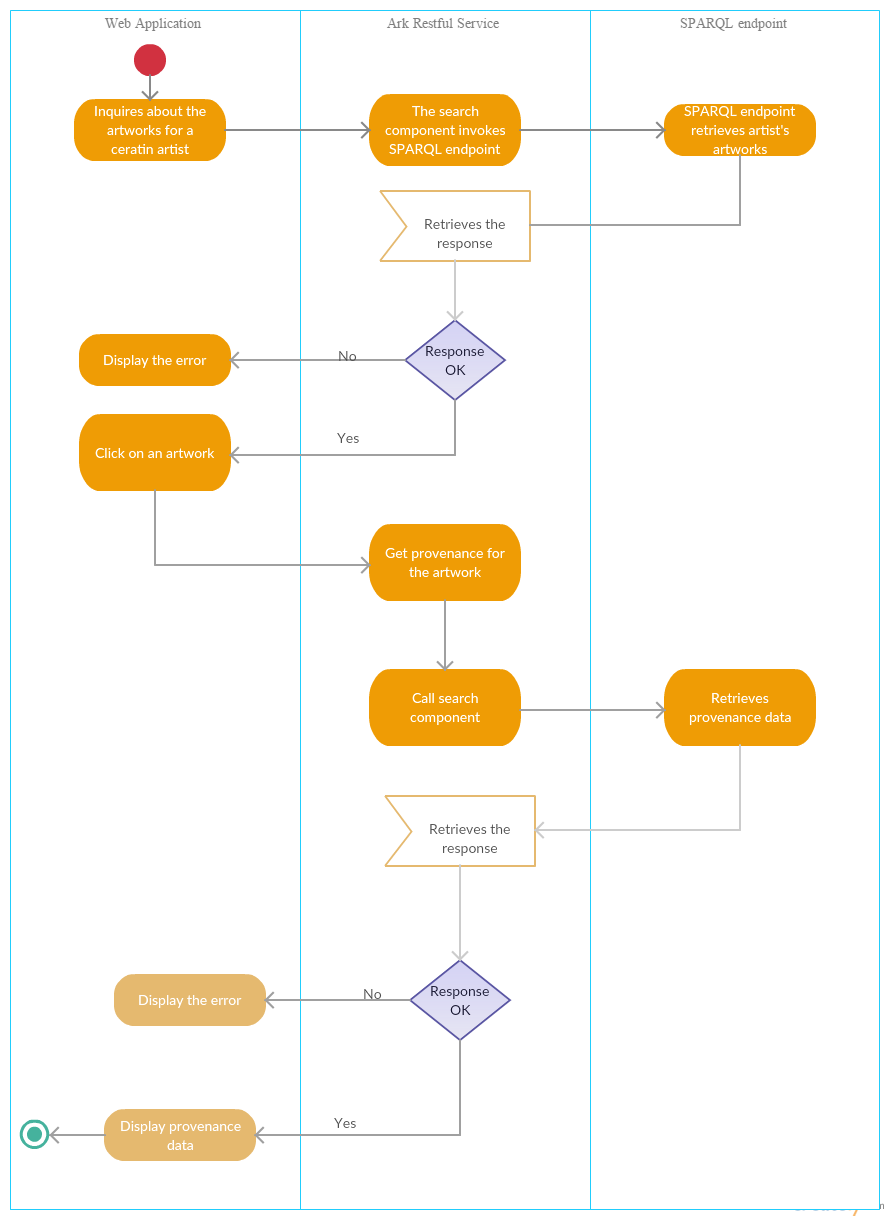 Web Application
Ark Restful Service
SPARQL endpoint
Inquires about the
artworks for a
ceratin artist
The search
component invokes
SPARQL endpoint
SPARQL endpoint
retrieves artist's
artworks
Retrieves the
response
Response
OK
No
Display the error
Yes
Click on an artwork
Get provenance for
the artwork
Call search
component
Retrieves
provenance data
Retrieves the
response
Response
OK
No
Display the error
Yes
Display provenance
data